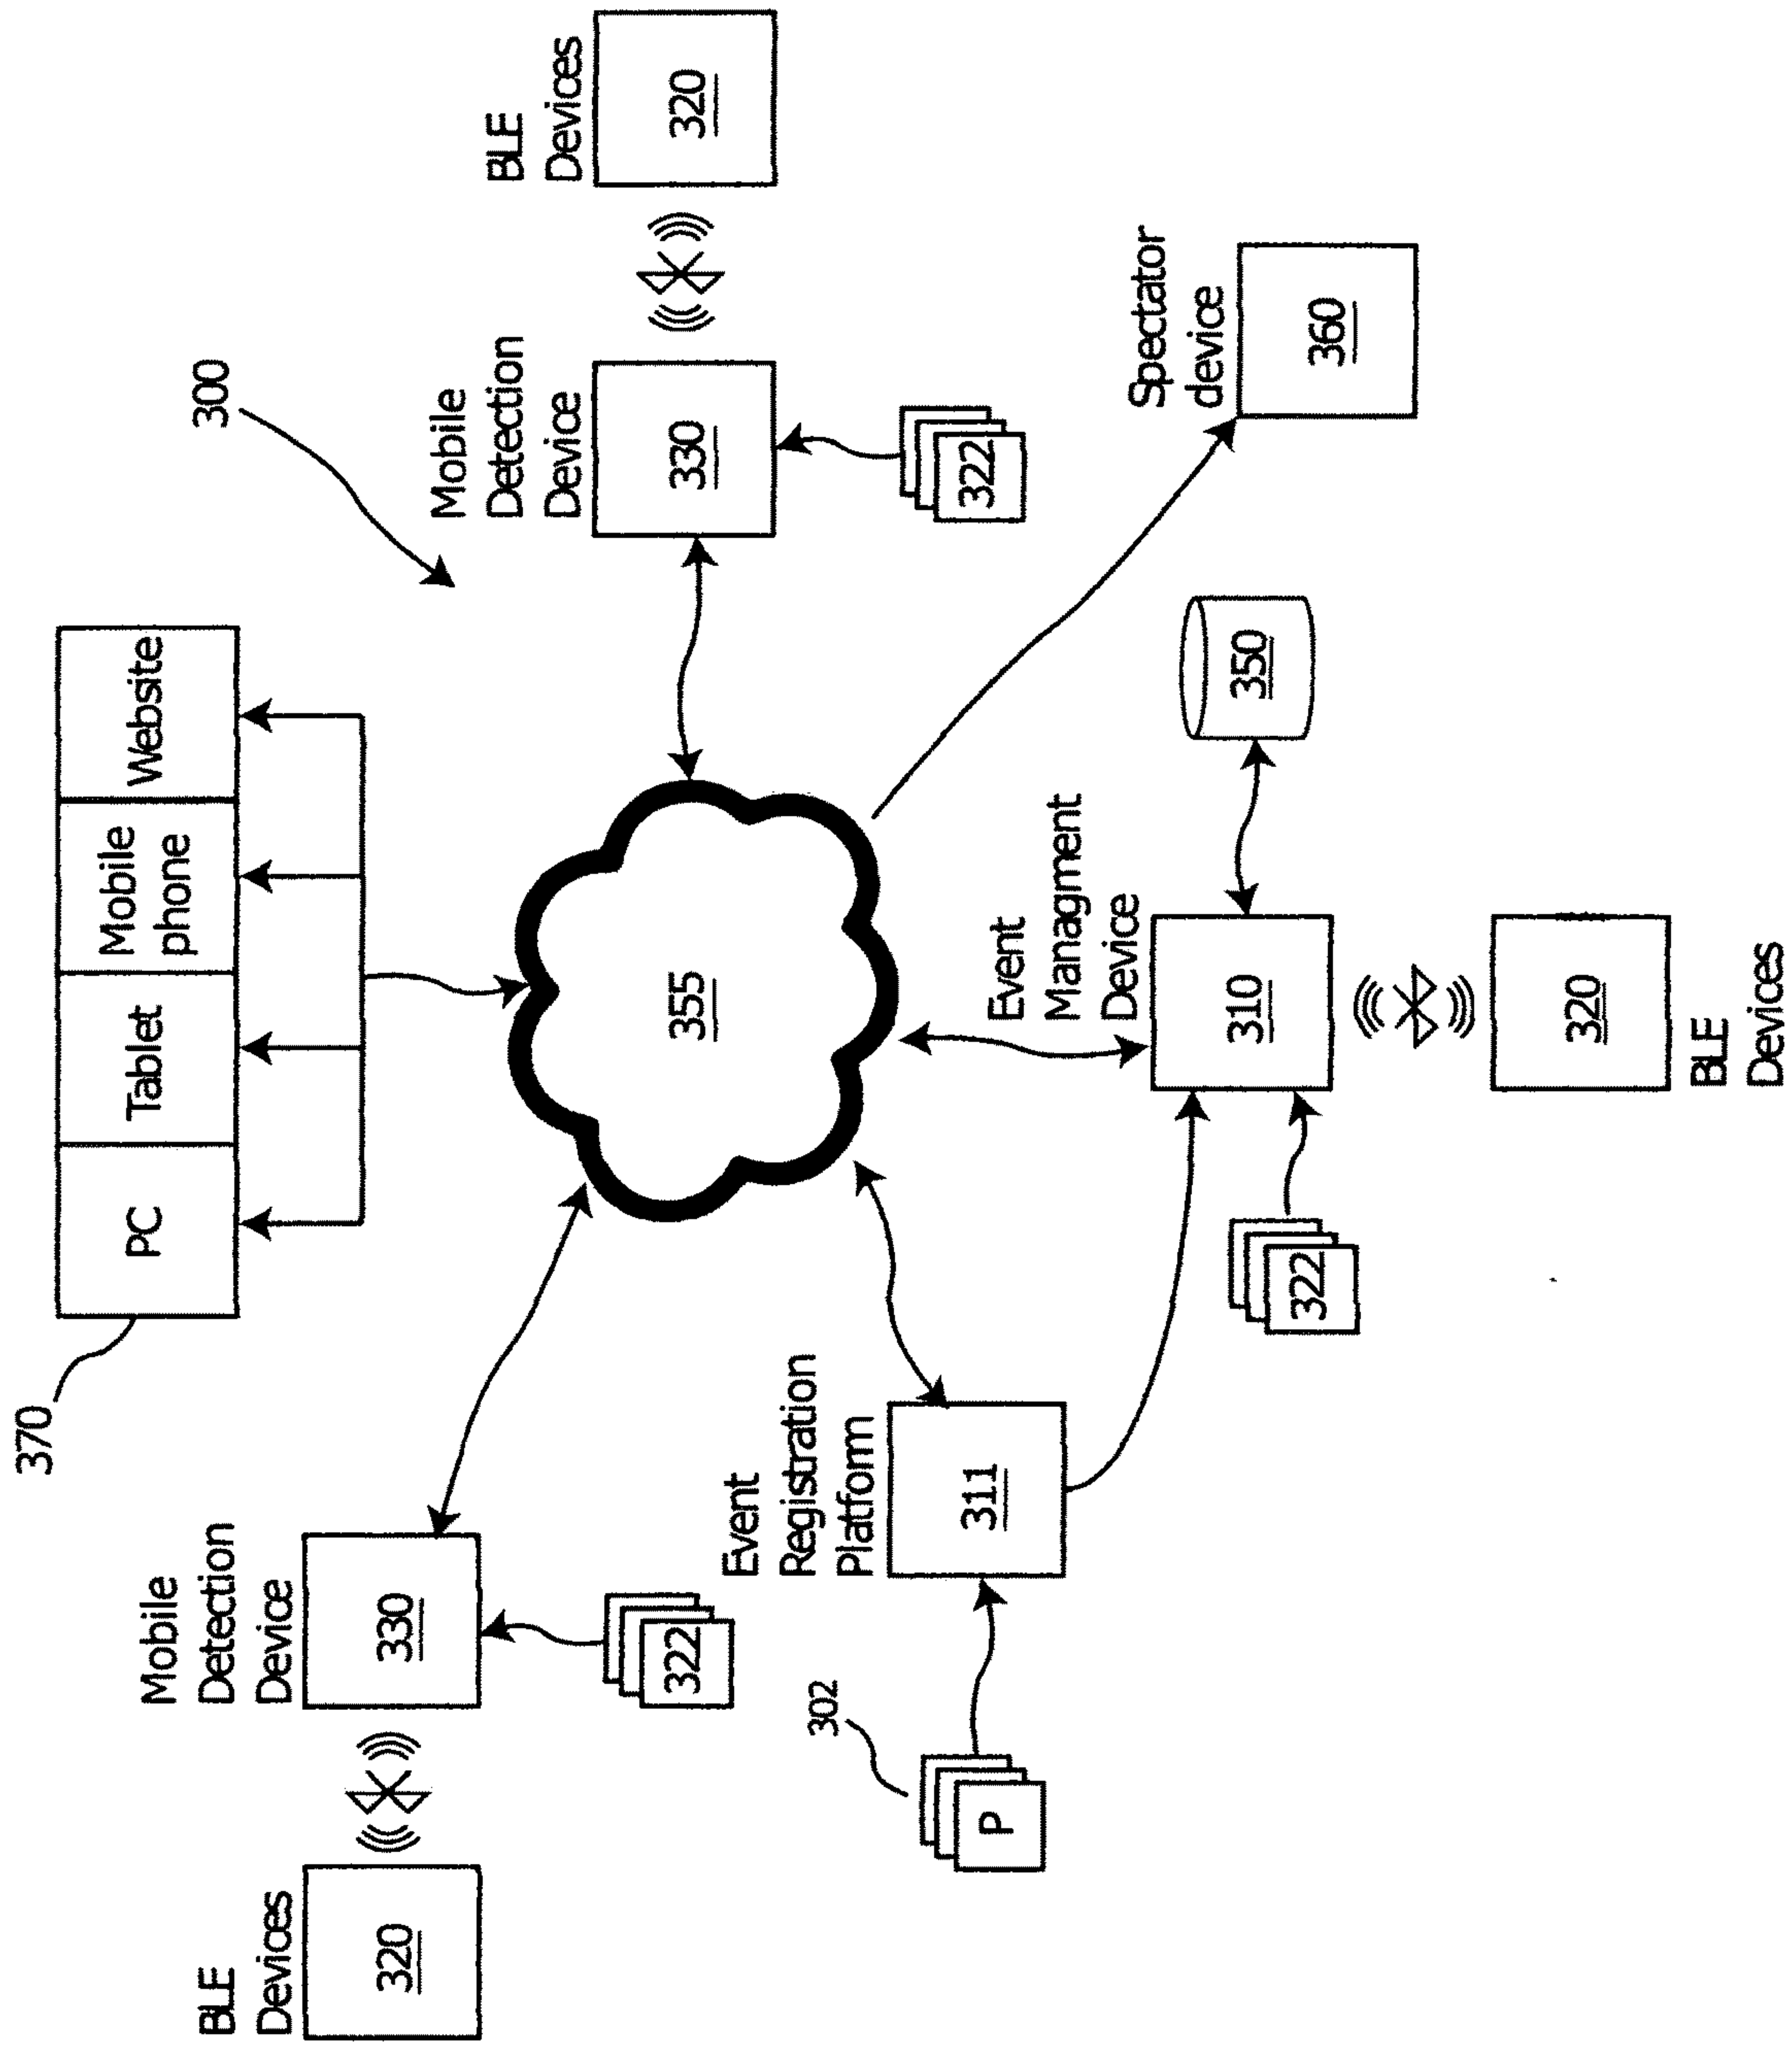 370
PC
Tablet
Mobile
phone
Website
300
Mobile
Detection
Device
330
322
BLE
Devices
320
Mobile
Detection
Device
330
322
BLE
Devices
320
355
302
P
Event
Registration
Platform
311
Event
Managment
Device
310
322
350
Spectator
device
360
320
BLE
Devices